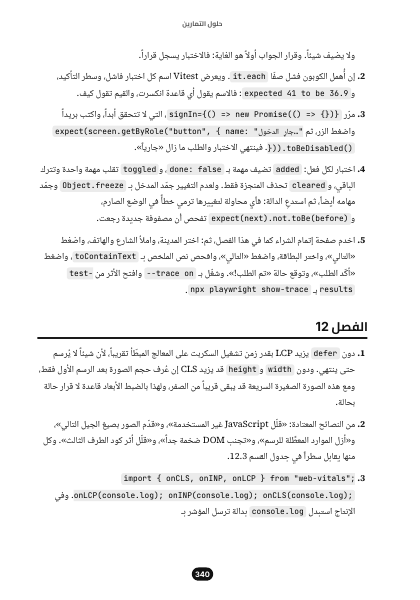 حلول التمارين
ولا يضيف شيئاً. وقرار الجواب أولاً هو الغاية: فالاختبار يسجل قراراً.
2. إن أُهمل الكوبون فشل صفّا it.each. ويعرض Vitest اسم كل اختبار فاشل، وسطر التأكيد،
و expected 41 to be 36.9: فالاسم يقول أي قاعدة انكسرت، والقيم تقول كيف.
3. مرّر signIn={() => new Promise(() => {})}، التي لا تتحقق أبداً، واكتب بريداً
واضغط الزر، ثم expect(screen.getByRole("button", { name: "جارٍ الدخول…"
})).toBeDisabled(). فينتهي الاختبار والطلب ما زال «جارياً».
4. اختبار لكل فعل: added تضيف مهمة بـ done: false، و toggled تقلب مهمة واحدة وتترك
الباقي، و cleared تحذف المنجزة فقط. ولعدم التغيير جمّد المدخل بـ Object.freeze وجمّد
مهامه أيضاً، ثم استدعِ الدالة: فأي محاولة لتغييرها ترمي خطأ في الوضع الصارم،
و expect(next).not.toBe(before) تفحص أن مصفوفة جديدة رجعت.
5. اخدم صفحة إتمام الشراء كما في هذا الفصل، ثم: اختر المدينة، واملأ الشارع والهاتف، واضغط
«التالي»، واختر البطاقة، واضغط «التالي»، وافحص نص الملخص بـ toContainText، واضغط
«أكّد الطلب»، وتوقع حالة «تم الطلب!». وشغّل بـ --trace on وافتح الأثر من test-
results بـ npx playwright show-trace.
الفصل 12
1. دون defer يزيد LCP بقدر زمن تشغيل السكربت على المعالج المبطّأ تقريباً، لأن شيئاً لا يُرسم
حتى ينتهي. ودون width و height قد يزيد CLS إن عُرف حجم الصورة بعد الرسم الأول فقط،
ومع هذه الصورة الصغيرة السريعة قد يبقى قريباً من الصفر، ولهذا بالضبط الأبعاد قاعدة لا قرار حالة
بحالة.
2. من النصائح المعتادة: «قلّل JavaScript غير المستخدمة»، و«قدّم الصور بصيغ الجيل التالي»،
و«أزل الموارد المعطّلة للرسم»، و«تجنب DOM ضخمة جداً»، و«قلّل أثر كود الطرف الثالث». وكل
منها يقابل سطراً في جدول القسم 12.3.
3. import { onCLS, onINP, onLCP } from "web-vitals";
onLCP(console.log); onINP(console.log); onCLS(console.log);. وفي
الإنتاج استبدل console.log بدالة ترسل المؤشر بـ
340